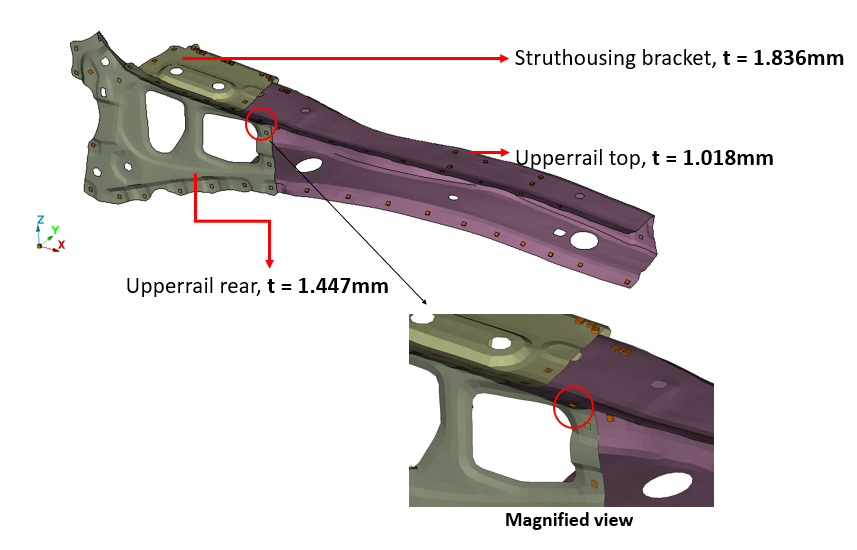 Struthousing bracket, t = 1.836mm
Upperrail top, t = 1.018mm
Z
Y
X
Upperrail rear, t = 1.447mm
Magnified view